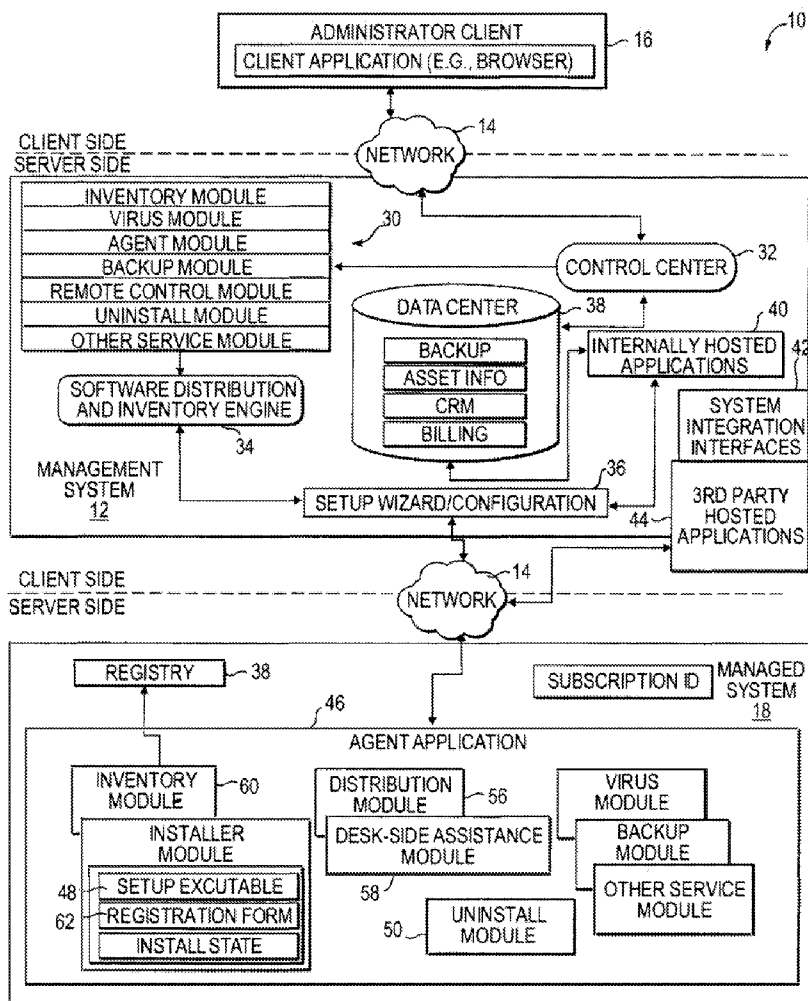 10
ADMINISTRATOR CLIENT
CLIENT APPLICATION (E.G., BROWSER)
16
14
NETWORK
CLIENT SIDE
SERVER SIDE
INVENTORY MODULE
VIRUS MODULE
AGENT MODULE
BACKUP MODULE
REMOTE CONTROL MODULE
UNINSTALL MODULE
OTHER SERVICE MODULE
30
CONTROL CENTER
32
DATA CENTER
38
BACKUP
ASSET INFO
CRM
BILLING
40
INTERNALLY HOSTED
APPLICATIONS
42
SYSTEM
INTEGRATION
INTERFACES
SOFTWARE DISTRIBUTION
AND INVENTORY ENGINE
34
MANAGEMENT
SYSTEM 12
36
SETUP WIZARD/CONFIGURATION
44
3RD PARTY
HOSTED
APPLICATIONS
14
NETWORK
CLIENT SIDE
SERVER SIDE
REGISTRY
38
SUBSCRIPTION ID
MANAGED
SYSTEM
18
46
AGENT APPLICATION
INVENTORY
MODULE
60
INSTALLER
MODULE
48
SETUP EXCUTABLE
62
REGISTRATION FORM
INSTALL STATE
DISTRIBUTION
MODULE
56
DESK-SIDE ASSISTANCE
MODULE
58
50
UNINSTALL
MODULE
VIRUS
MODULE
BACKUP
MODULE
OTHER SERVICE
MODULE